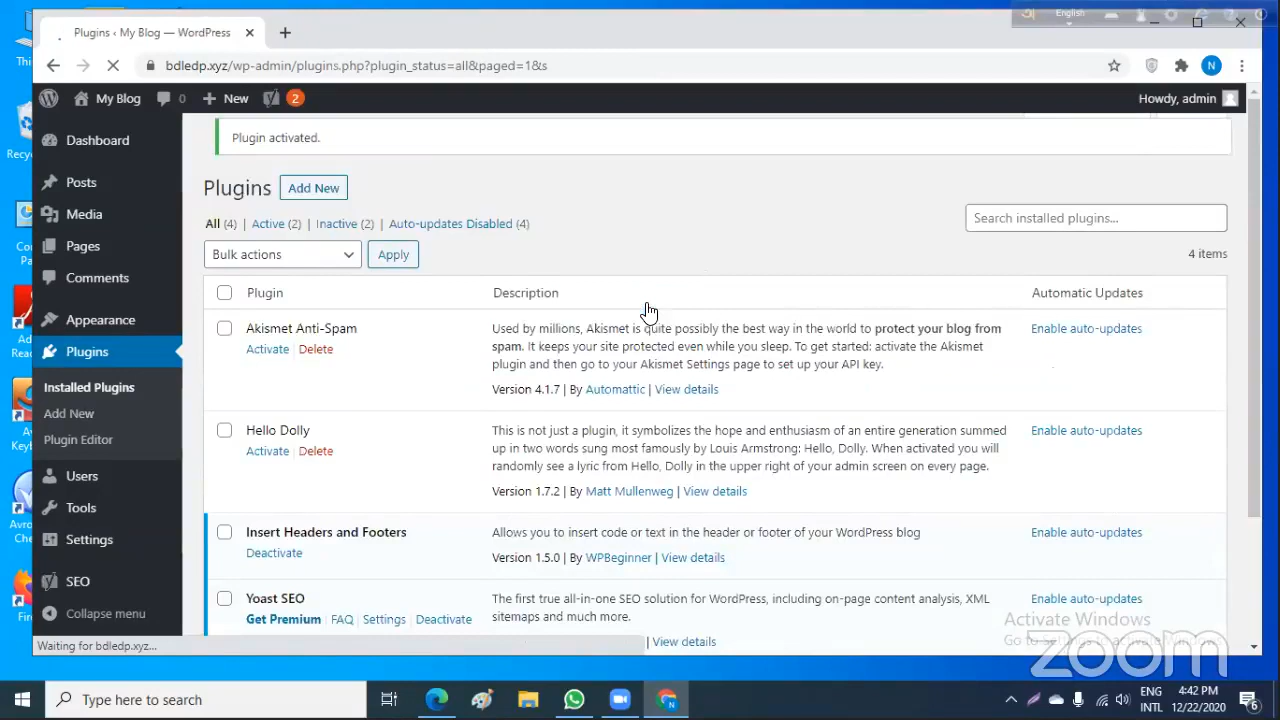 English
Plugins ‹ My Blog — WordPress
bdledp.xyz/wp-admin/plugins.php?plugin_status=all&paged=1&s
N
My Blog 0 New 2
Howdy, admin
Dashboard
Posts
Media
Pages
Comments
Appearance
Plugins
Installed Plugins
Add New
Plugin Editor
Users
Tools
Settings
SEO
Collapse menu
Plugin activated.
Plugins Add New
All (4) | Active (2) | Inactive (2) | Auto-updates Disabled (4)
Search installed plugins...
Bulk actions Apply
4 items
Plugin Description Automatic Updates
Akismet Anti-Spam
Activate | Delete
Used by millions, Akismet is quite possibly the best way in the world to protect your blog from
spam. It keeps your site protected even while you sleep. To get started: activate the Akismet
plugin and then go to your Akismet Settings page to set up your API key.
Version 4.1.7 | By Automattic | View details
Enable auto-updates
Hello Dolly
Activate | Delete
This is not just a plugin, it symbolizes the hope and enthusiasm of an entire generation summed
up in two words sung most famously by Louis Armstrong: Hello, Dolly. When activated you will
randomly see a lyric from Hello, Dolly in the upper right of your admin screen on every page.
Version 1.7.2 | By Matt Mullenweg | View details
Enable auto-updates
Insert Headers and Footers
Deactivate
Allows you to insert code or text in the header or footer of your WordPress blog
Version 1.5.0 | By WPBeginner | View details
Enable auto-updates
Yoast SEO
Get Premium | FAQ | Settings | Deactivate
The first true all-in-one SEO solution for WordPress, including on-page content analysis, XML
sitemaps and much more.
| View details
Enable auto-updates
Waiting for bdledp.xyz...
Activate Windows
zoom
Type here to search
ENG
INTL
4:42 PM
12/22/2020
6